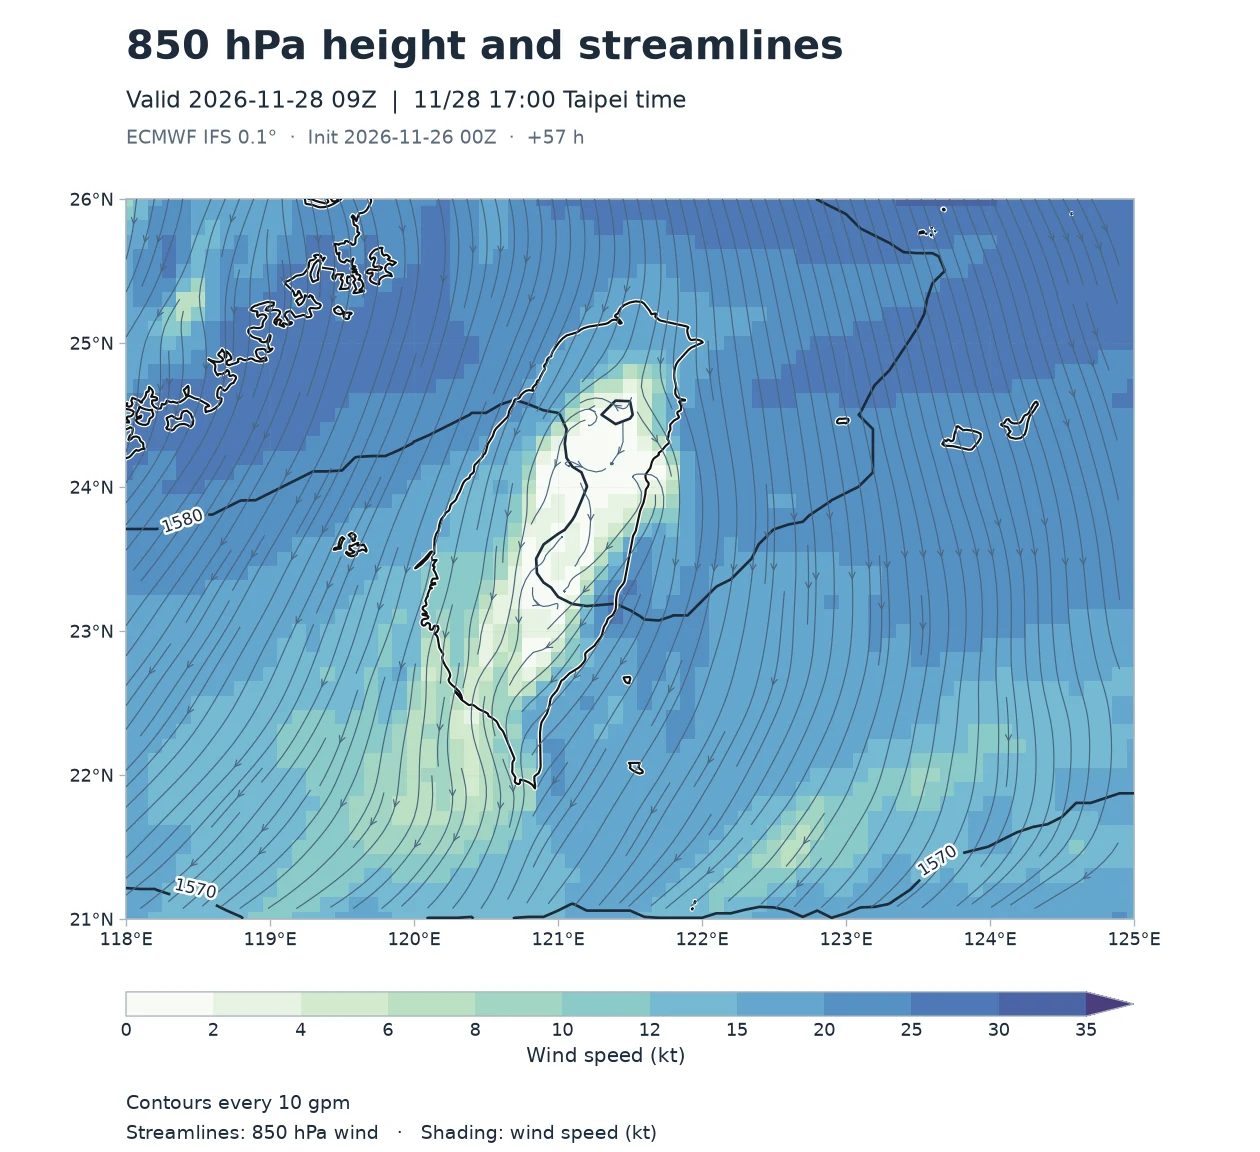 850 hPa height and streamlines
Valid 2026-11-28 09Z | 11/28 17:00 Taipei time
ECMWF IFS 0.1° · Init 2026-11-26 00Z · +57 h
26°N
25°N
24°N
23°N
22°N
21°N
1580
1570
1570
118°E 119°E 120°E 121°E 122°E 123°E 124°E 125°E
0 2 4 6 8 10 12 15 20 25 30 35
Wind speed (kt)
Contours every 10 gpm
Streamlines: 850 hPa wind · Shading: wind speed (kt)